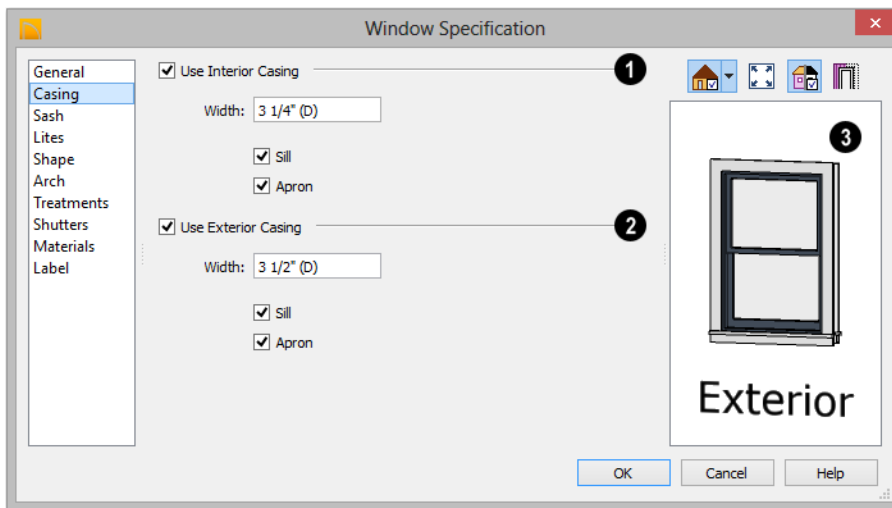 Window Specification
General
Casing
Sash
Lites
Shape
Arch
Treatments
Shutters
Materials
Label
Use Interior Casing
1
Width: 3 1/4" (D)
Sill
Apron
Use Exterior Casing
2
Width: 3 1/2" (D)
Sill
Apron
3
Exterior
OK
Cancel
Help